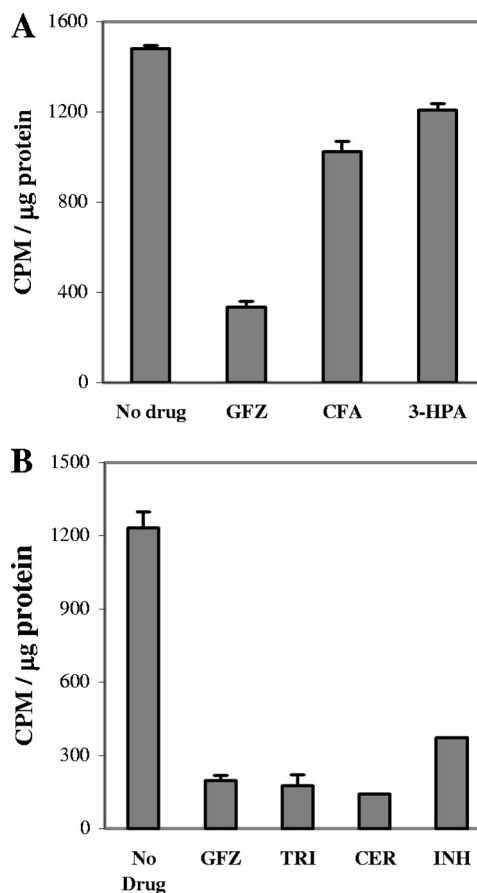 A
CPM / µg protein
1600
1200
800
400
0
No drug GFZ CFA 3-HPA
B
CPM / µg protein
1500
1200
900
600
300
0
No GFZ TRI CER INH
Drug